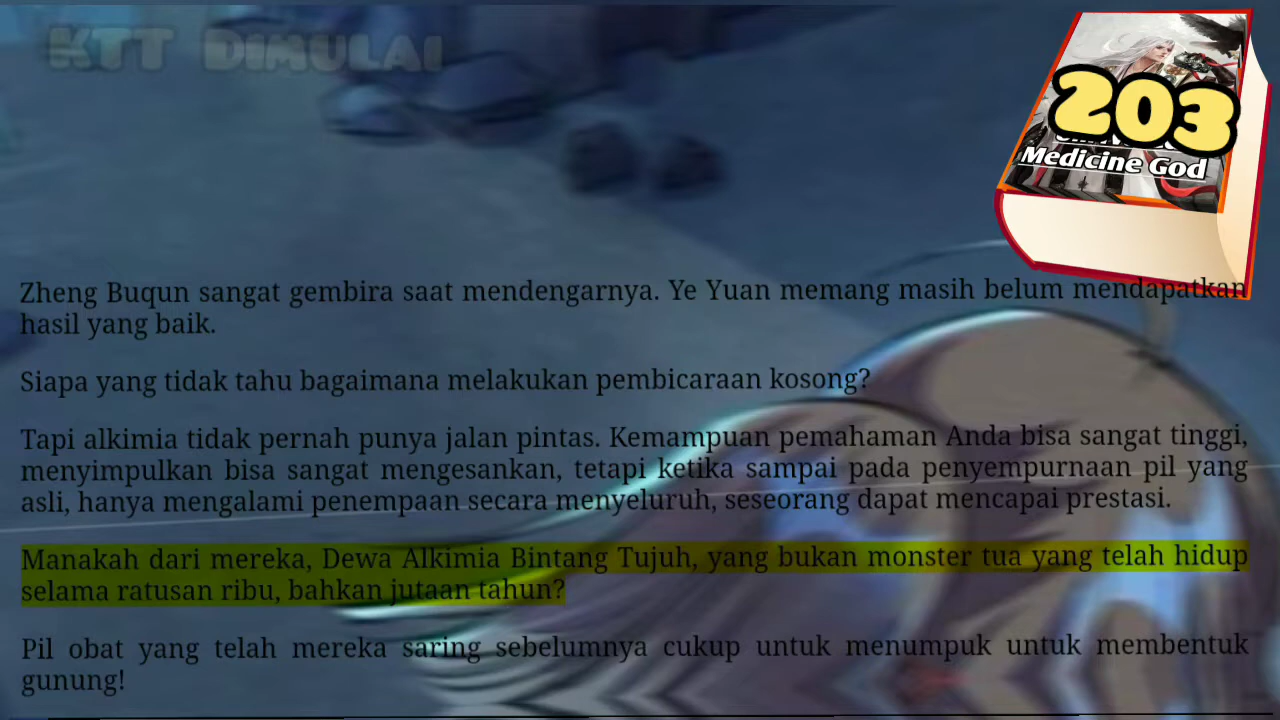 KTT DIMULAI
203
Medicine God
Zheng Buqun sangat gembira saat mendengarnya. Ye Yuan memang masih belum mendapatkan
hasil yang baik.
Siapa yang tidak tahu bagaimana melakukan pembicaraan kosong?
Tapi alkimia tidak pernah punya jalan pintas. Kemampuan pemahaman Anda bisa sangat tinggi,
menyimpulkan bisa sangat mengesankan, tetapi ketika sampai pada penyempurnaan pil yang
asli, hanya mengalami penempaan secara menyeluruh, seseorang dapat mencapai prestasi.
Manakah dari mereka, Dewa Alkimia Bintang Tujuh, yang bukan monster tua yang telah hidup
selama ratusan ribu, bahkan jutaan tahun?
Pil obat yang telah mereka saring sebelumnya cukup untuk menumpuk untuk membentuk
gunung!